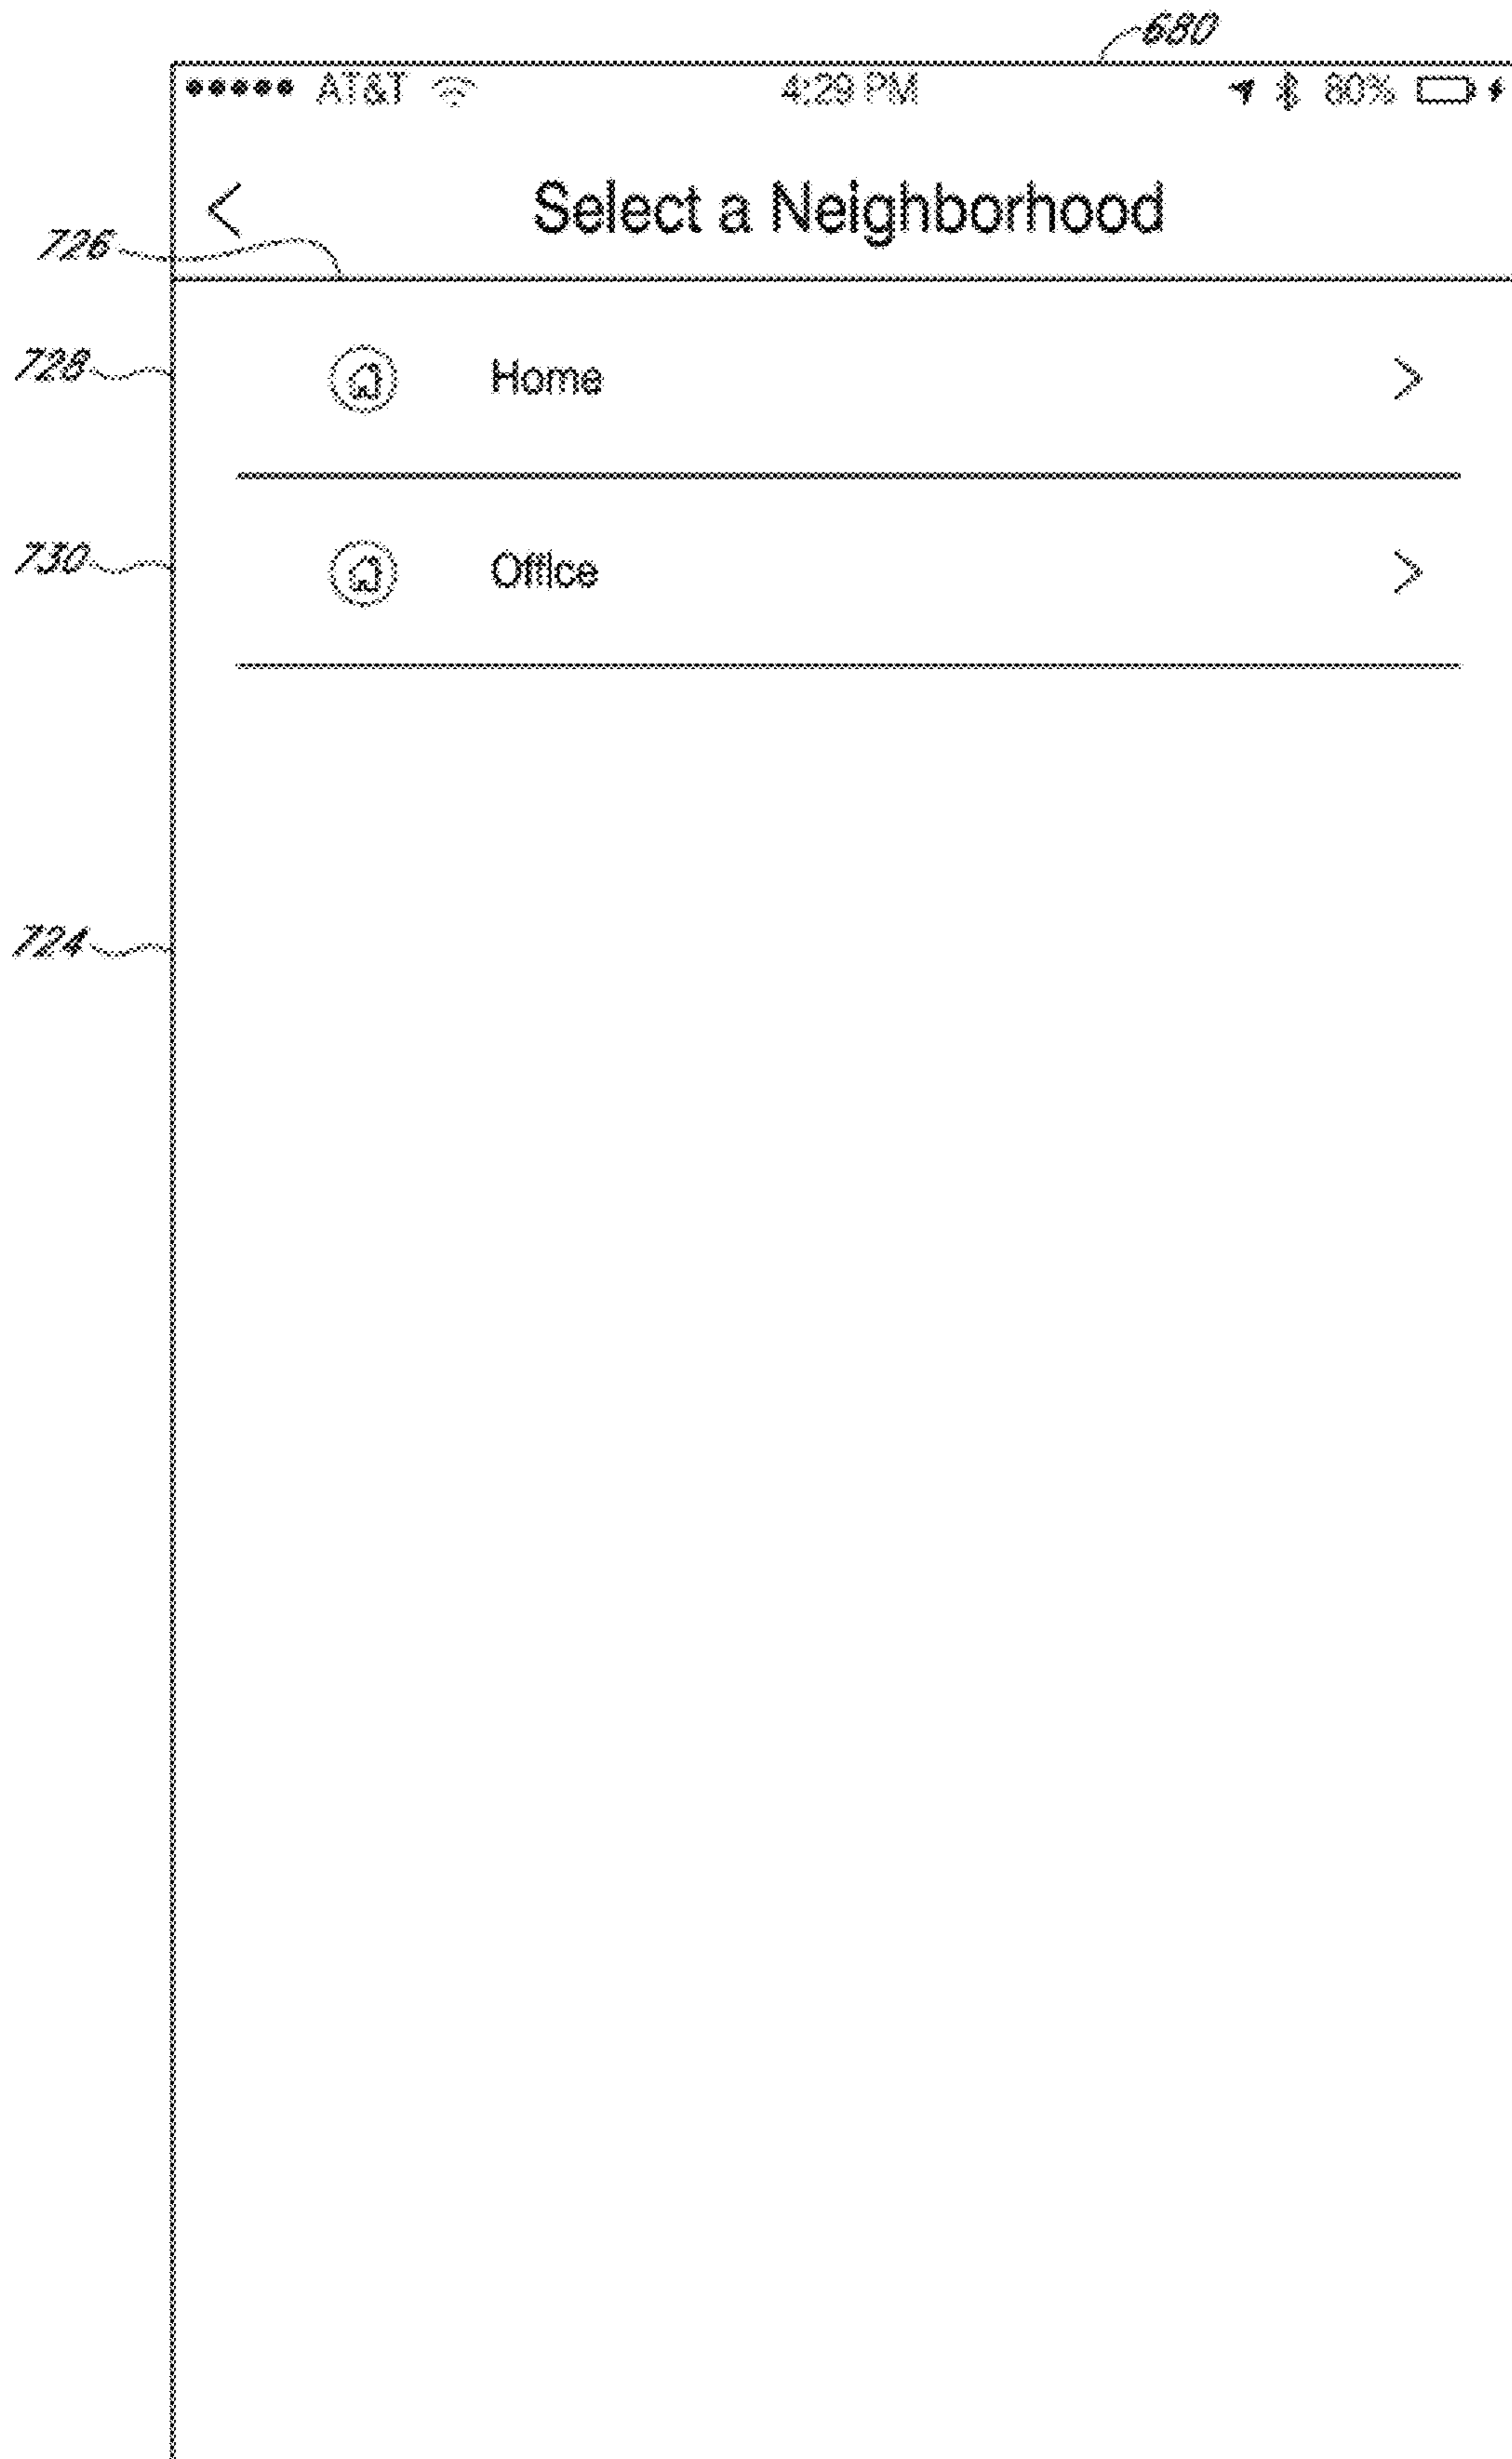 680
AT&T 4:29 PM 80%
Select a Neighborhood
726
728 Home
730 Office
724